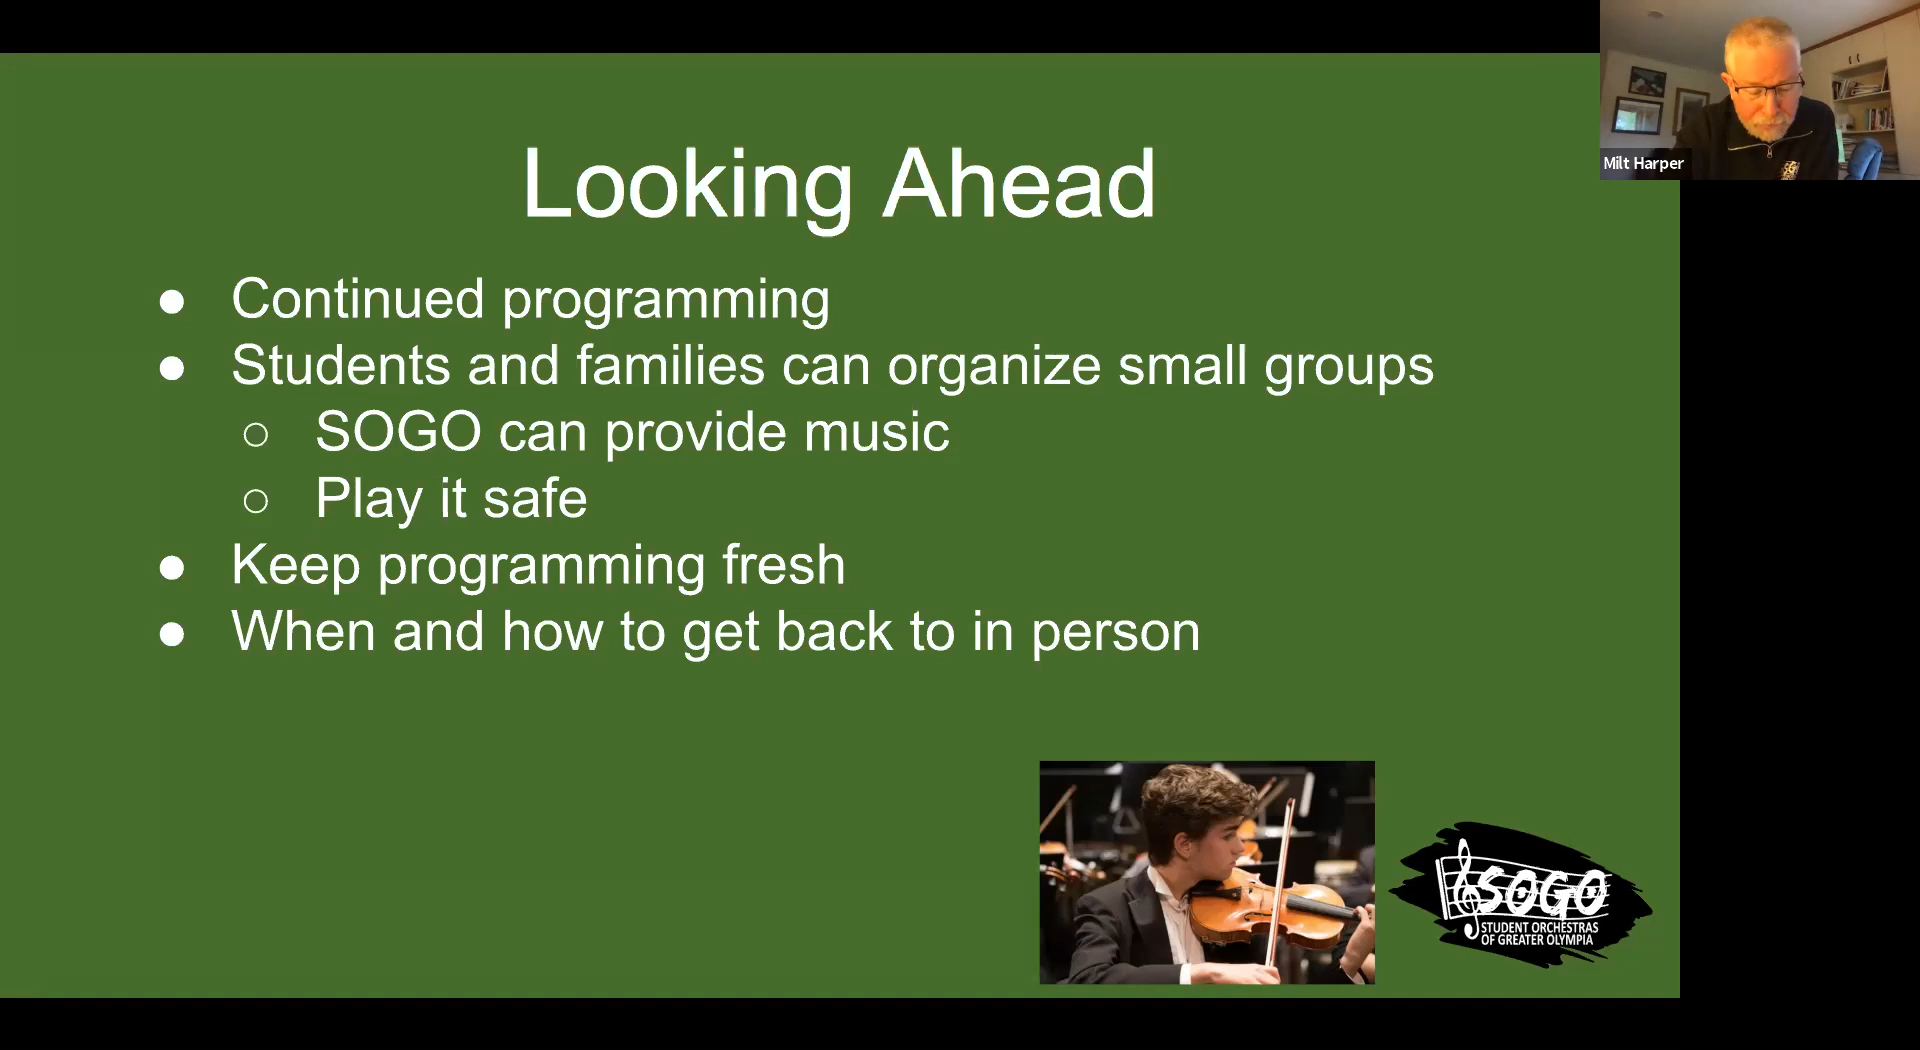 Milt Harper
Looking Ahead
● Continued programming
● Students and families can organize small groups
○ SOGO can provide music
○ Play it safe
● Keep programming fresh
● When and how to get back to in person
SOGO
STUDENT ORCHESTRAS
OF GREATER OLYMPIA